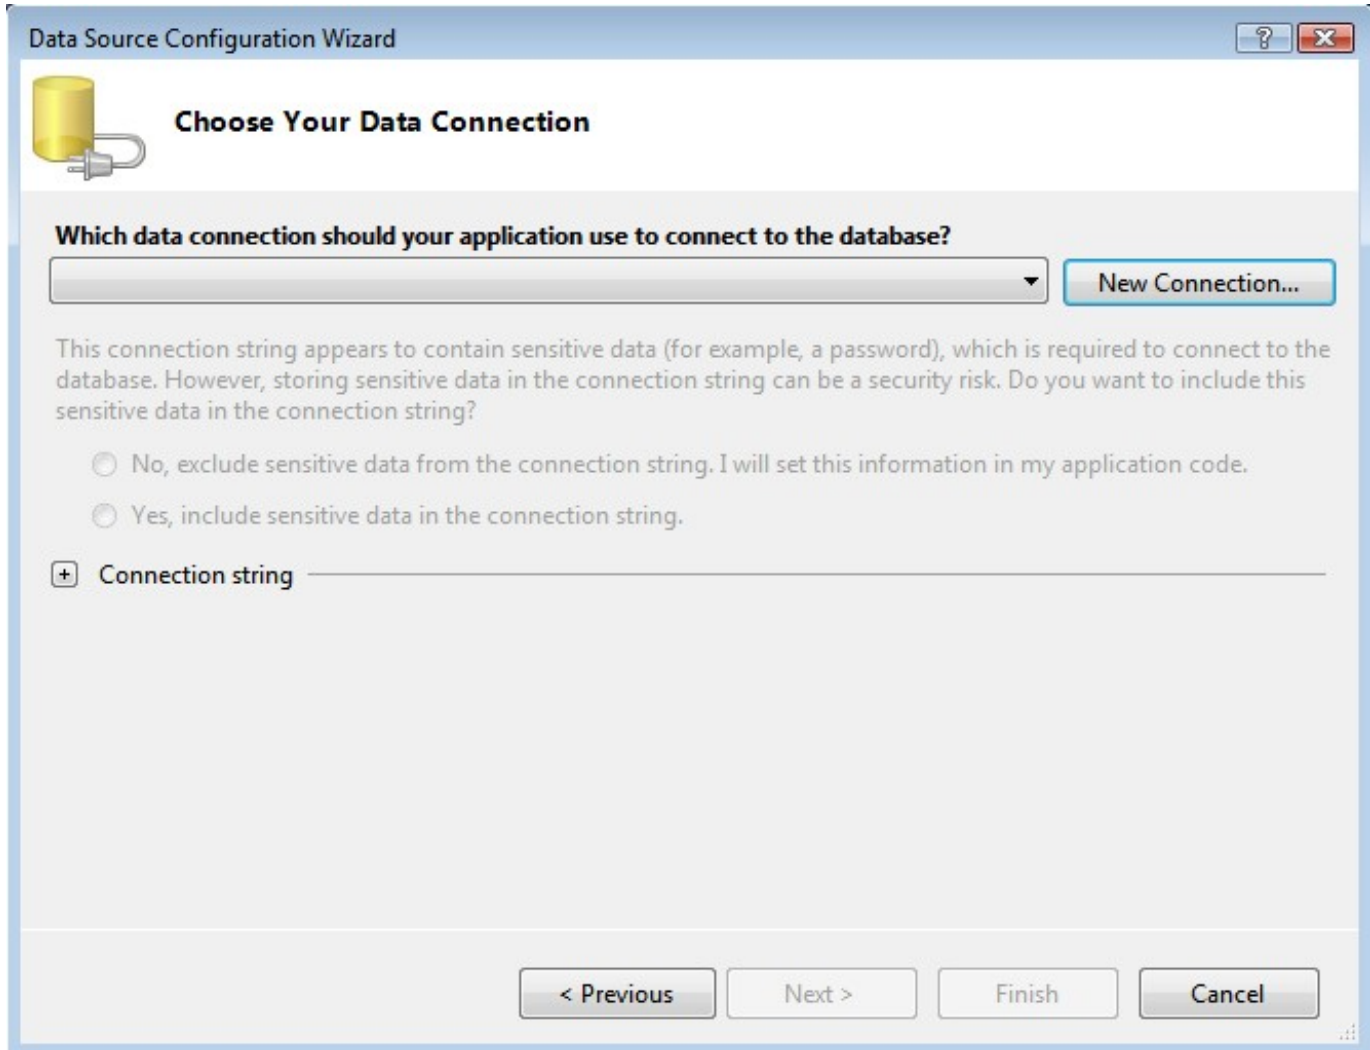 Data Source Configuration Wizard
Choose Your Data Connection
Which data connection should your application use to connect to the database?
New Connection...
This connection string appears to contain sensitive data (for example, a password), which is required to connect to the
database. However, storing sensitive data in the connection string can be a security risk. Do you want to include this
sensitive data in the connection string?
No, exclude sensitive data from the connection string. I will set this information in my application code.
Yes, include sensitive data in the connection string.
Connection string
< Previous
Next >
Finish
Cancel